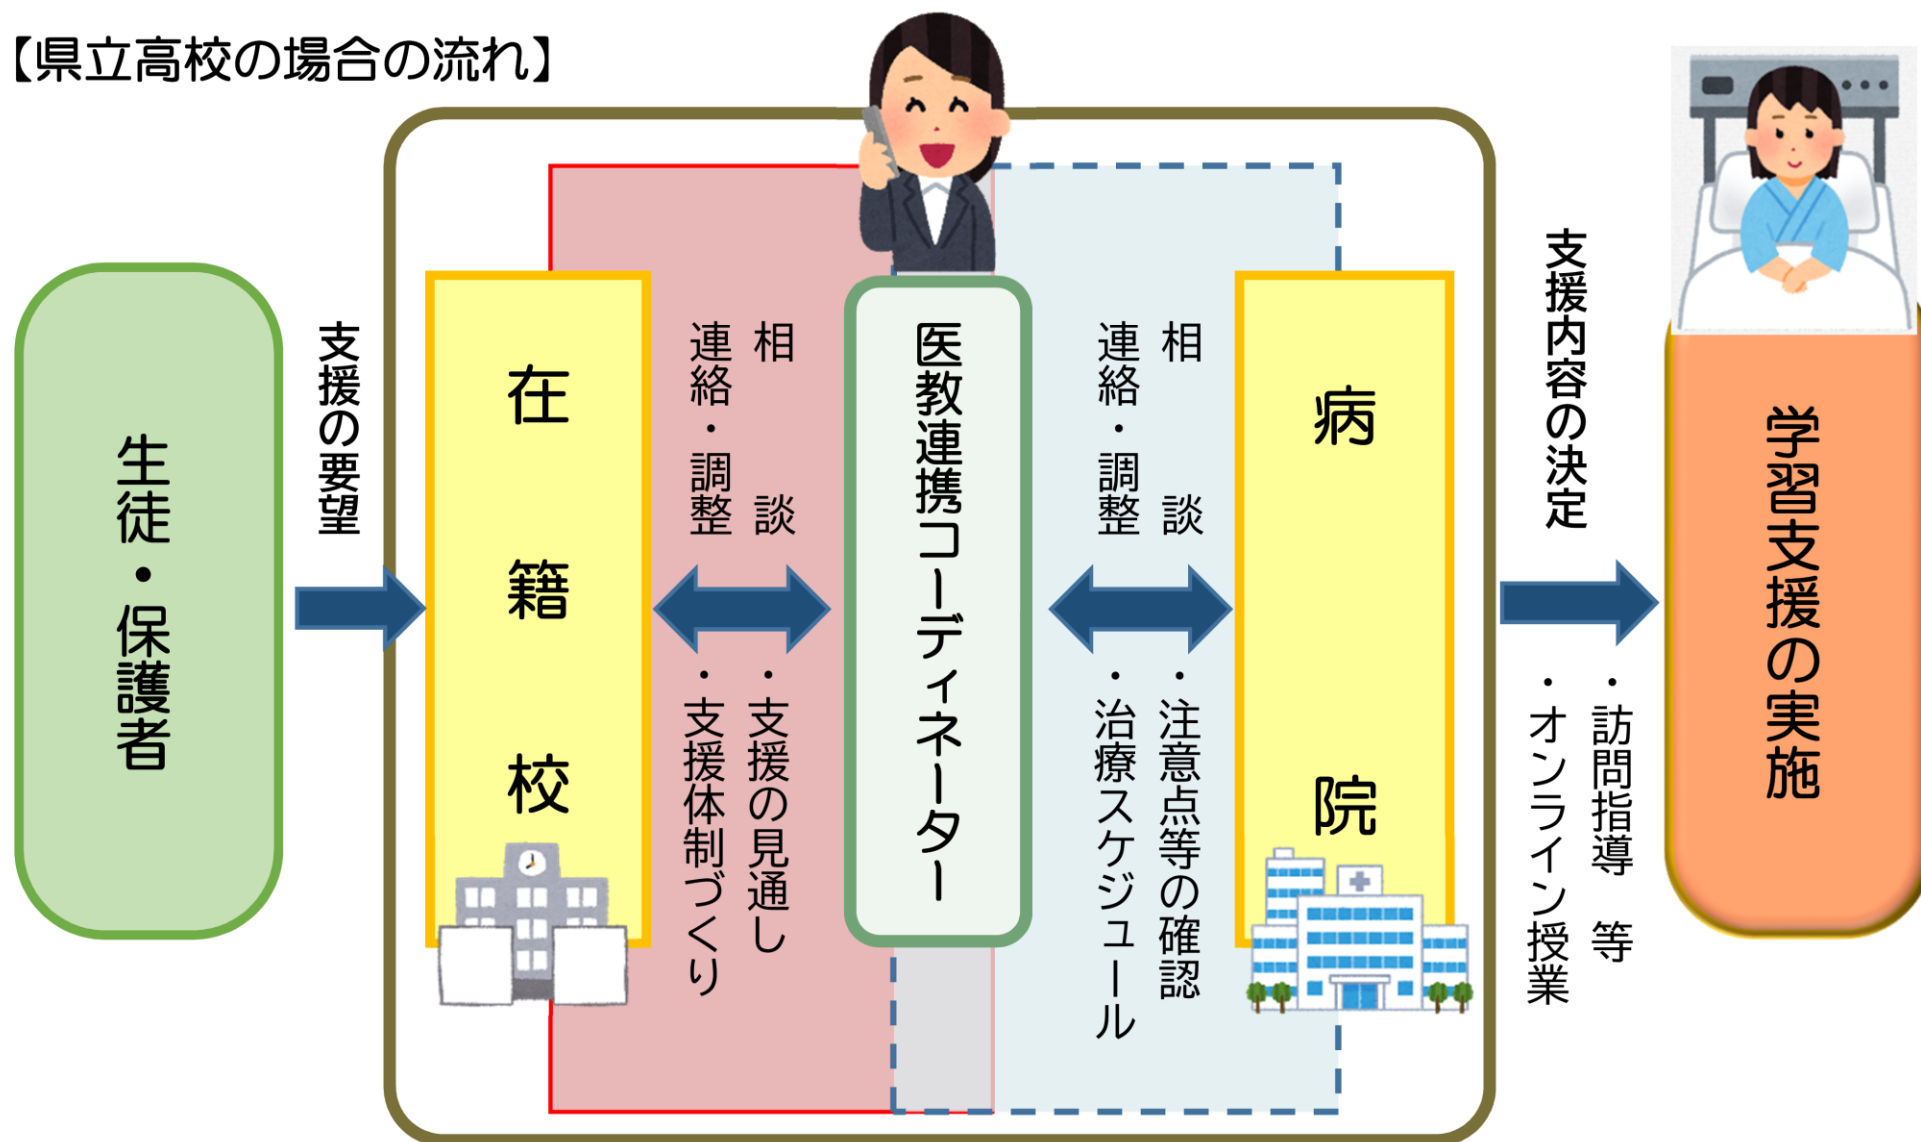 【県立高校の場合の流れ】
生徒・保護者
支援の要望
在籍校
相談
連絡・調整
・支援の見通し
・支援体制づくり
医教連携コーディネーター
相談
連絡・調整
・注意点等の確認
・治療スケジュール
病院
支援内容の決定
・訪問指導 等
・オンライン授業
学習支援の実施